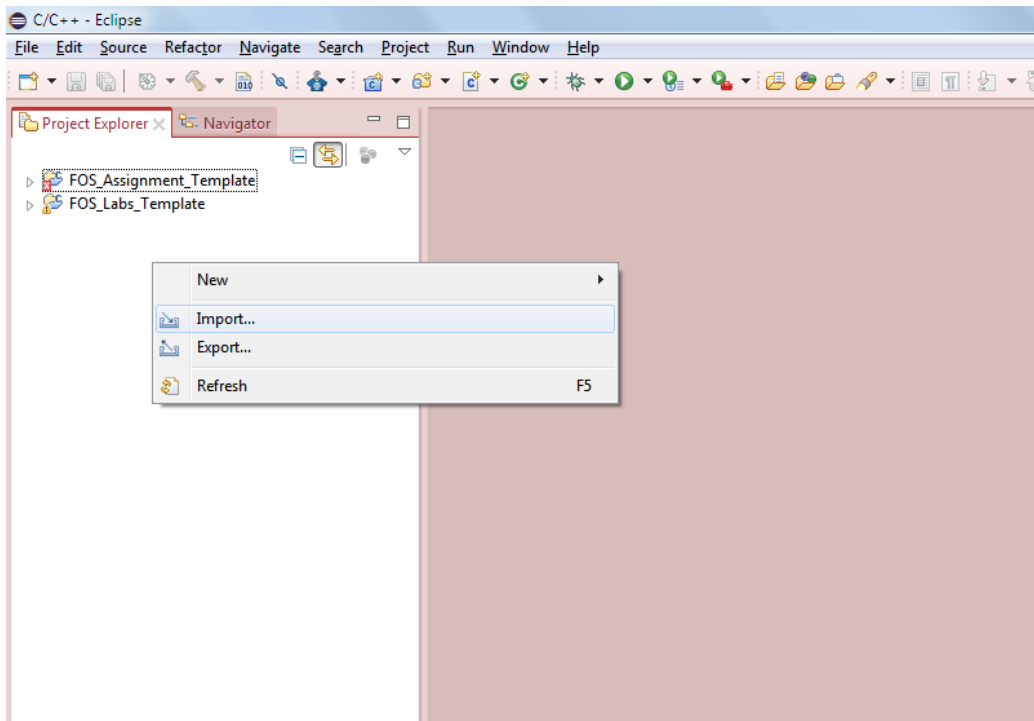 C/C++ - Eclipse
File Edit Source Refactor Navigate Search Project Run Window Help
Project Explorer Navigator
FOS_Assignment_Template
FOS_Labs_Template
New
Import...
Export...
Refresh F5